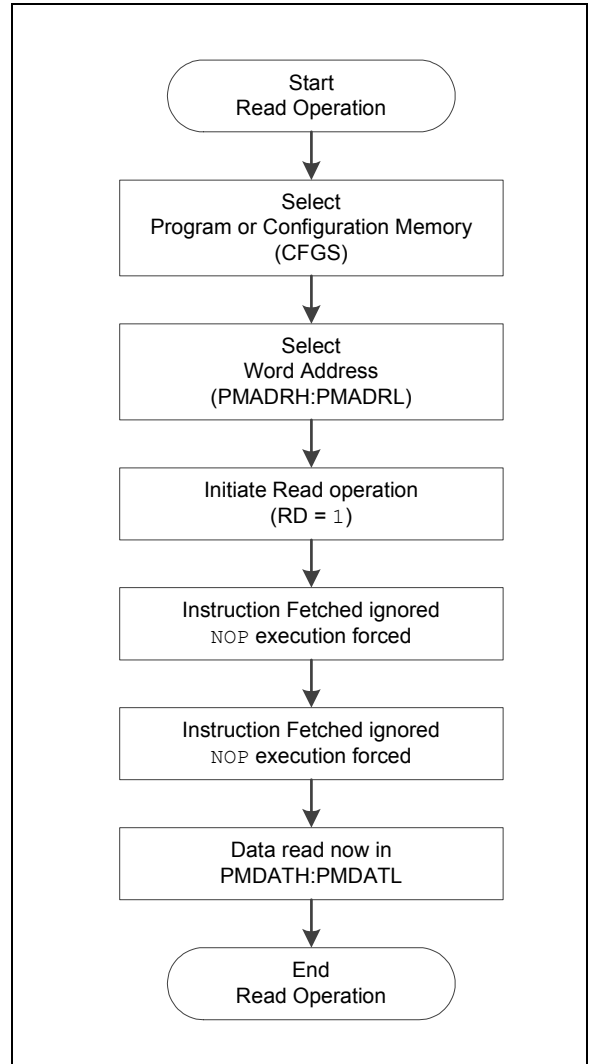 Start
Read Operation
Select
Program or Configuration Memory
(CFGS)
Select
Word Address
(PMADRH:PMADRL)
Initiate Read operation
(RD = 1)
Instruction Fetched ignored
NOP execution forced
Instruction Fetched ignored
NOP execution forced
Data read now in
PMDATH:PMDATL
End
Read Operation